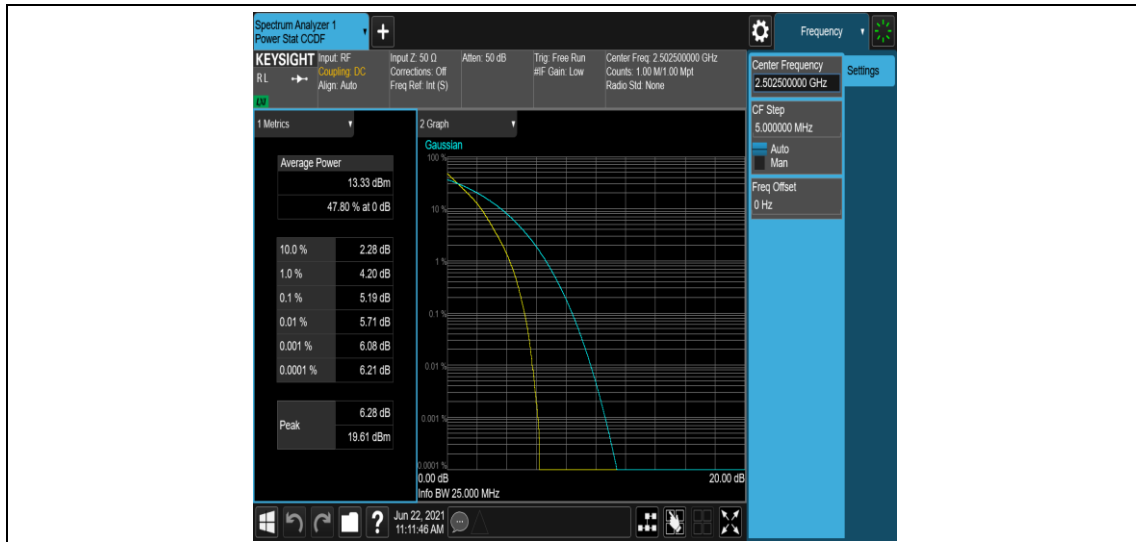 Spectrum Analyzer 1
Power Stat CCDF
+
Frequency
KEYSIGHT
RL
LXI
Input: RF
Coupling: DC
Align: Auto
Input Z: 50 Ω
Corrections: Off
Freq Ref: Int (S)
Atten: 50 dB
Trig: Free Run
#IF Gain: Low
Center Freq: 2.502500000 GHz
Counts: 1.00 M/1.00 Mpt
Radio Std: None
Center Frequency
2.502500000 GHz
Settings
CF Step
5.000000 MHz
Auto
Man
Freq Offset
0 Hz
1 Metrics
Average Power
13.33 dBm
47.80 % at 0 dB
10.0 % 2.28 dB
1.0 % 4.20 dB
0.1 % 5.19 dB
0.01 % 5.71 dB
0.001 % 6.08 dB
0.0001 % 6.21 dB
Peak 6.28 dB
19.61 dBm
2 Graph
Gaussian
100 %
10 %
1 %
0.1 %
0.01 %
0.001 %
0.0001 %
0.00 dB 20.00 dB
Info BW 25.000 MHz
?
Jun 22, 2021
11:11:46 AM